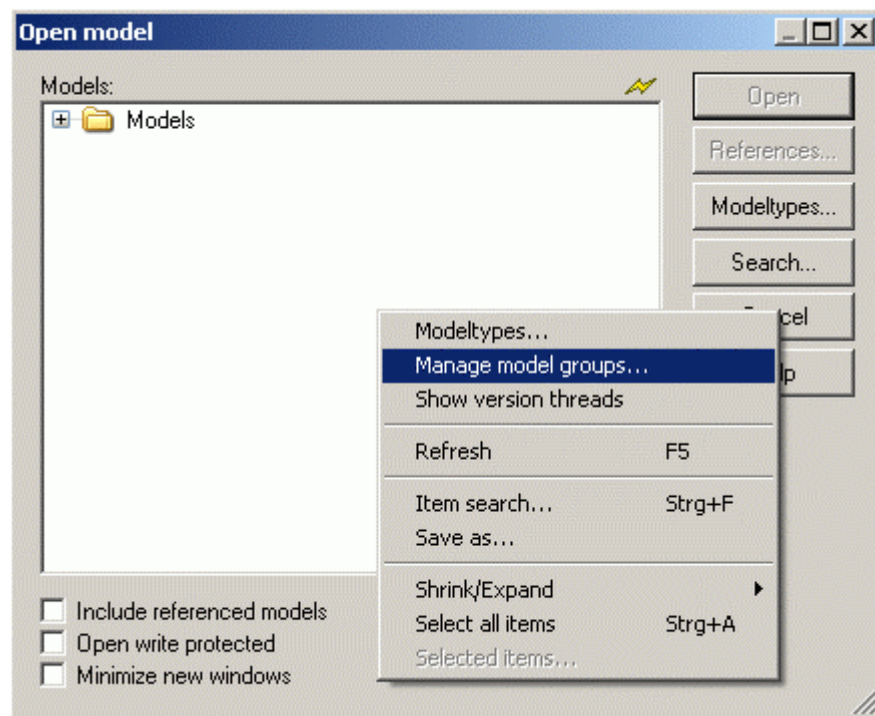 Open model
Models:
Models
Open
References...
Modeltypes...
Search...
cel
lp
Modeltypes...
Manage model groups...
Show version threads
Refresh F5
Item search... Strg+F
Save as...
Shrink/Expand
Select all items Strg+A
Selected items...
Include referenced models
Open write protected
Minimize new windows